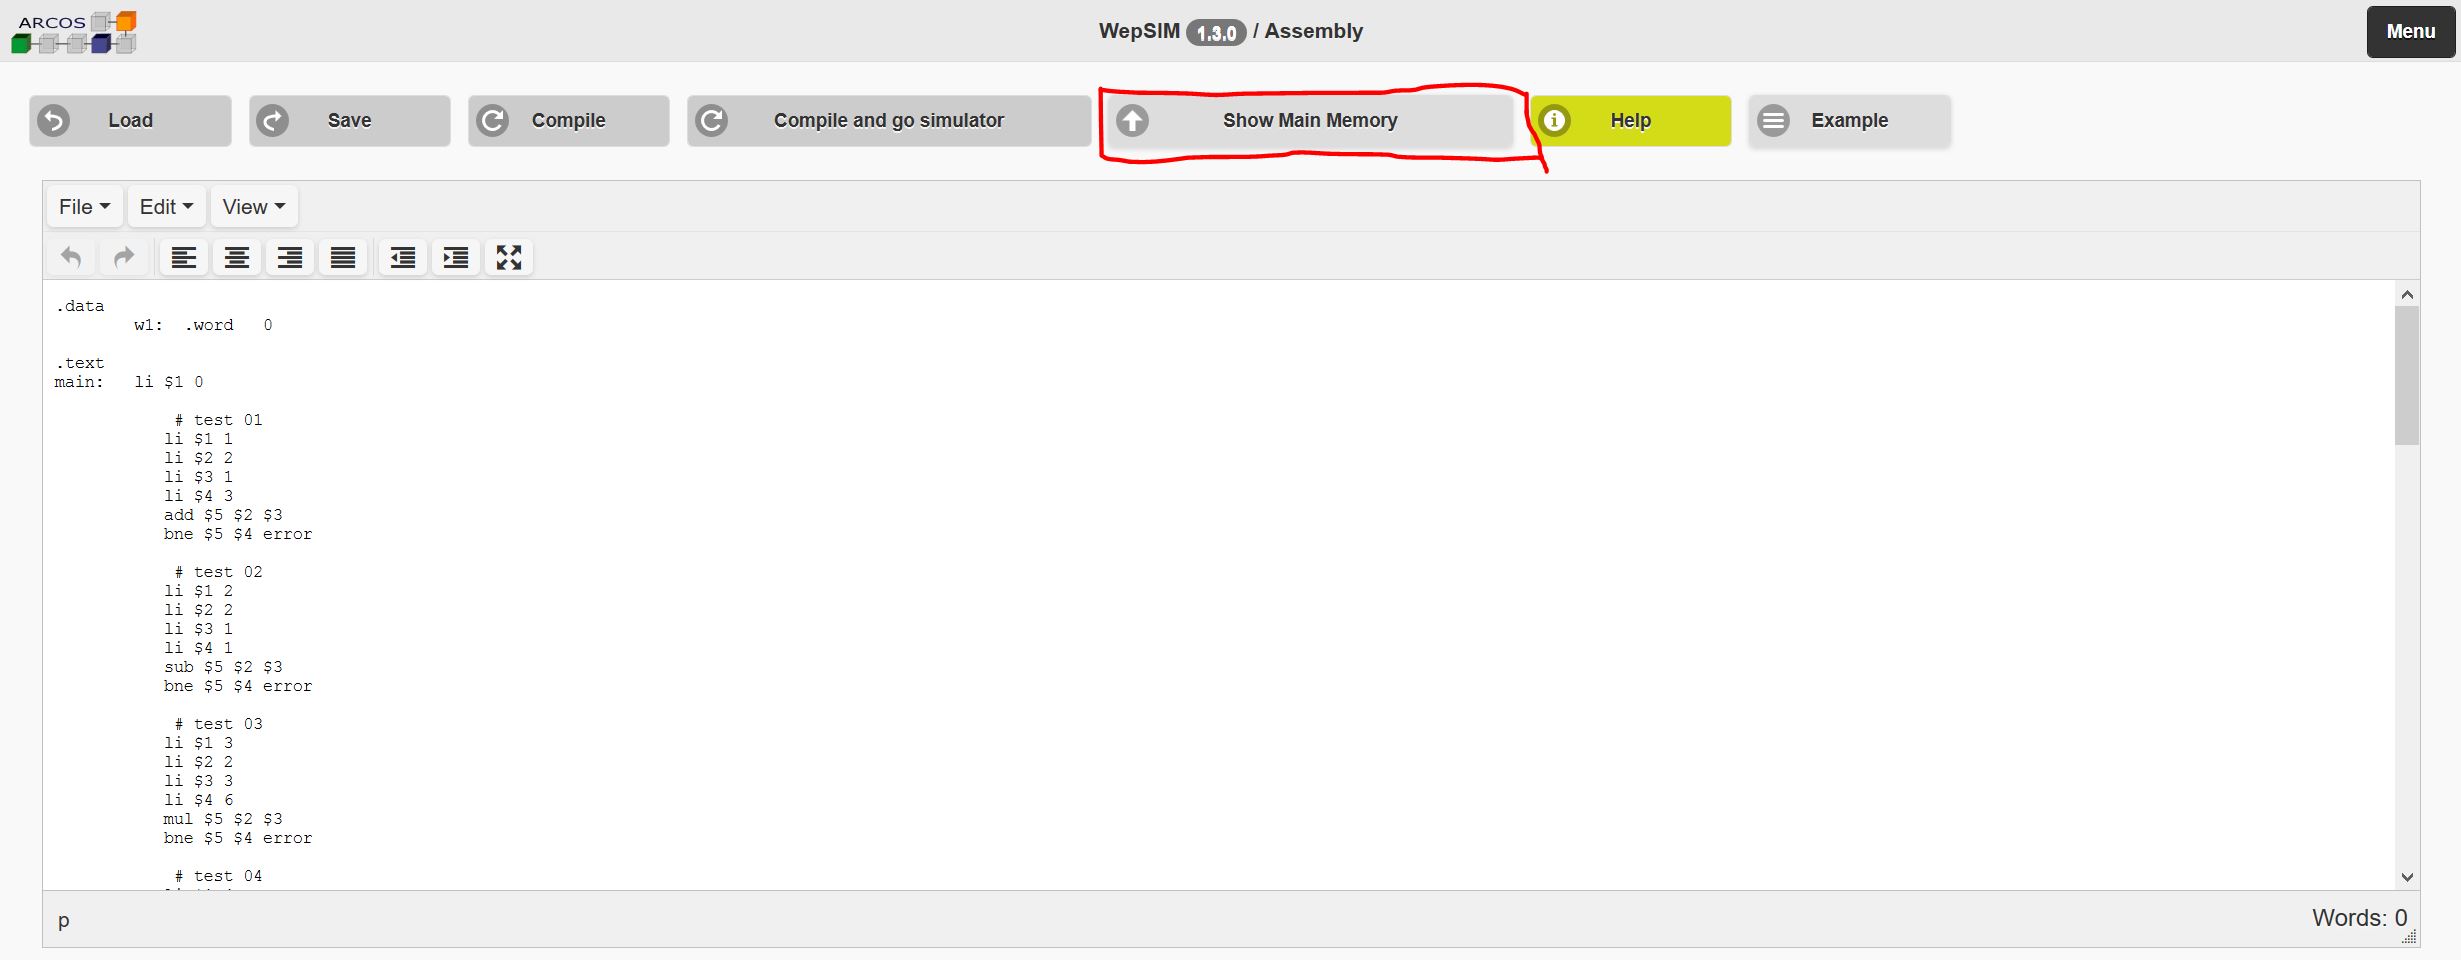 ARCOS
WepSIM 1.3.0 / Assembly
Menu
Load
Save
Compile
Compile and go simulator
Show Main Memory
Help
Example
File
Edit
View
.data
w1: .word 0
.text
main: li $1 0
# test 01
li $1 1
li $2 2
li $3 1
li $4 3
add $5 $2 $3
bne $5 $4 error
# test 02
li $1 2
li $2 2
li $3 1
li $4 1
sub $5 $2 $3
bne $5 $4 error
# test 03
li $1 3
li $2 2
li $3 3
li $4 6
mul $5 $2 $3
bne $5 $4 error
# test 04
p
Words: 0